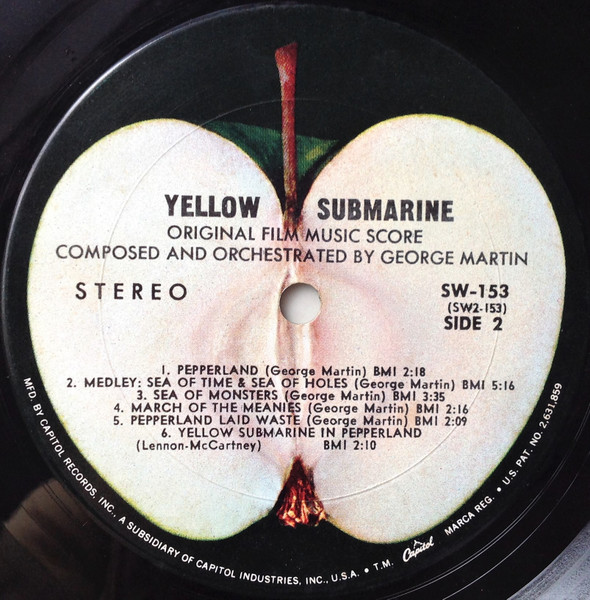 YELLOW SUBMARINE
ORIGINAL FILM MUSIC SCORE
COMPOSED AND ORCHESTRATED BY GEORGE MARTIN
STEREO
SW-153
(SW2-153)
SIDE 2
1. PEPPERLAND (George Martin) BMI 2:18
2. MEDLEY: SEA OF TIME & SEA OF HOLES (George Martin) BMI 5:16
3. SEA OF MONSTERS (George Martin) BMI 3:35
4. MARCH OF THE MEANIES (George Martin) BMI 2:16
5. PEPPERLAND LAID WASTE (George Martin) BMI 2:09
6. YELLOW SUBMARINE IN PEPPERLAND
(Lennon-McCartney) BMI 2:10
MFD. BY CAPITOL RECORDS, INC., A SUBSIDIARY OF CAPITOL INDUSTRIES, INC., U.S.A. • T.M. Capitol MARCA REG. • U.S. PAT. NO. 2,631,859